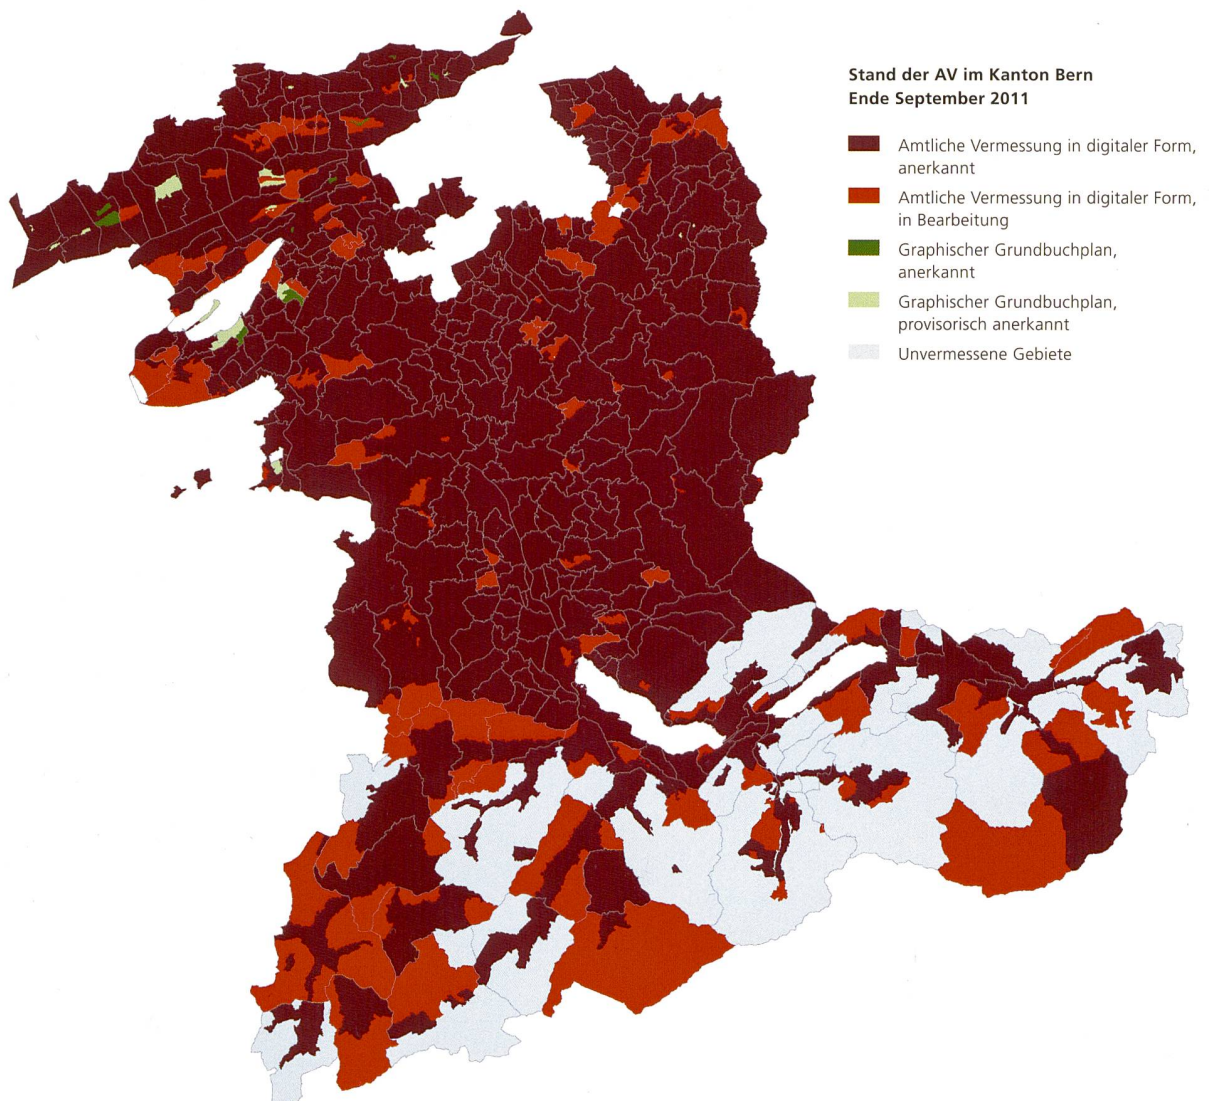 Stand der AV im Kanton Bern
Ende September 2011
Amtliche Vermessung in digitaler Form,
anerkannt
Amtliche Vermessung in digitaler Form,
in Bearbeitung
Graphischer Grundbuchplan,
anerkannt
Graphischer Grundbuchplan,
provisorisch anerkannt
Unvermessene Gebiete